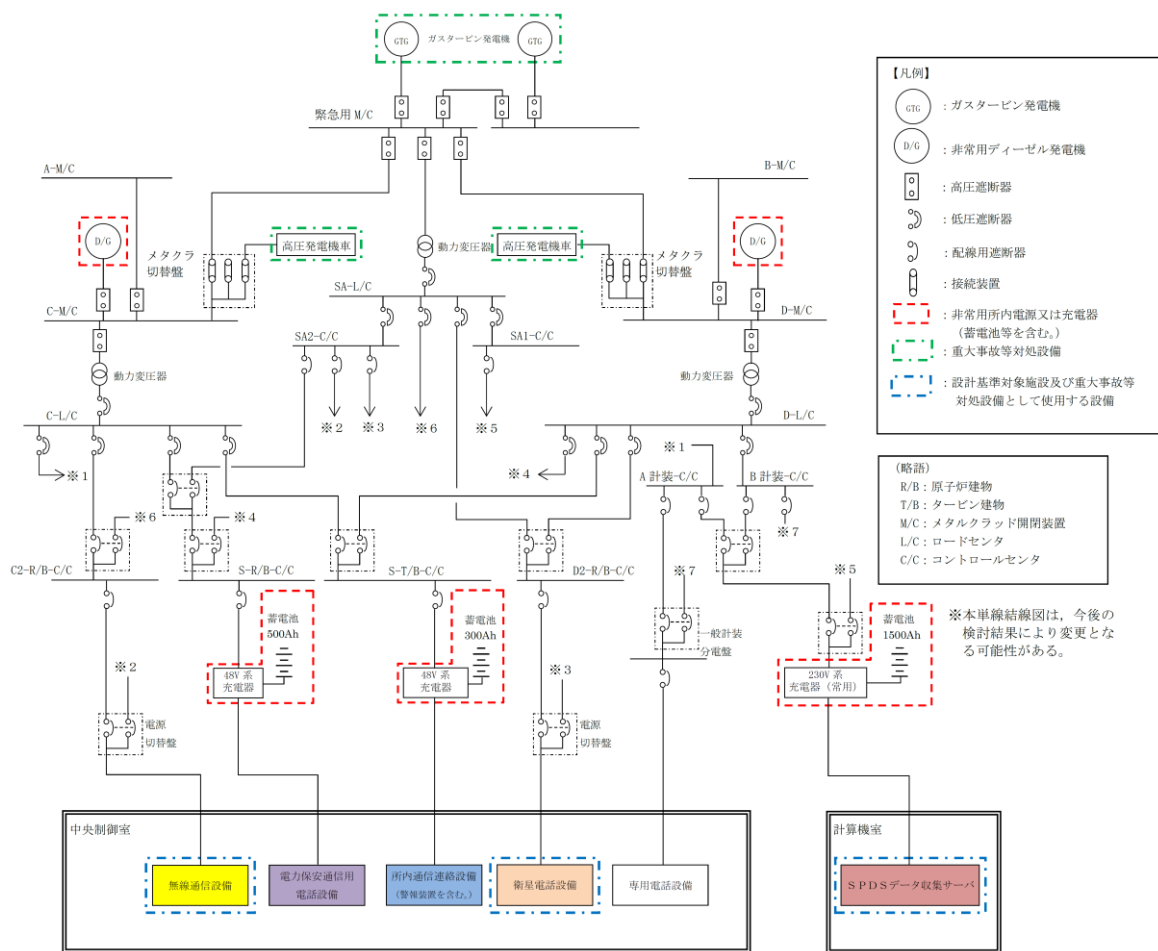 GTG
ガスタービン発電機
GTG
緊急用 M/C
A-M/C
B-M/C
D/G
メタクラ
切替盤
高圧発電機車
動力変圧器
高圧発電機車
メタクラ
切替盤
D/G
C-M/C
SA-L/C
D-M/C
SA2-C/C
SA1-C/C
動力変圧器
動力変圧器
C-L/C
D-L/C
※2
※3
※6
※5
※1
※4
※1
A 計装-C/C
B 計装-C/C
※6
※4
※7
C2-R/B-C/C
S-R/B-C/C
S-T/B-C/C
D2-R/B-C/C
※7
※5
蓄電池
500Ah
蓄電池
300Ah
一般計装
分電盤
蓄電池
1500Ah
※2
48V 系
充電器
48V 系
充電器
※3
230V 系
充電器（常用）
電源
切替盤
電源
切替盤
中央制御室
無線通信設備
電力保安通信用
電話設備
所内通信連絡設備
（警報装置を含む。）
衛星電話設備
専用電話設備
計算機室
ＳＰＤＳデータ収集サーバ
【凡例】
GTG
：ガスタービン発電機
D/G
：非常用ディーゼル発電機
：高圧遮断器
：低圧遮断器
：配線用遮断器
：接続装置
：非常用所内電源又は充電器
（蓄電池等を含む。）
：重大事故等対処設備
：設計基準対象施設及び重大事故等
対処設備として使用する設備
（略語）
R/B：原子炉建物
T/B：タービン建物
M/C：メタルクラッド開閉装置
L/C：ロードセンタ
C/C：コントロールセンタ
※本単線結線図は，今後の
検討結果により変更とな
る可能性がある。